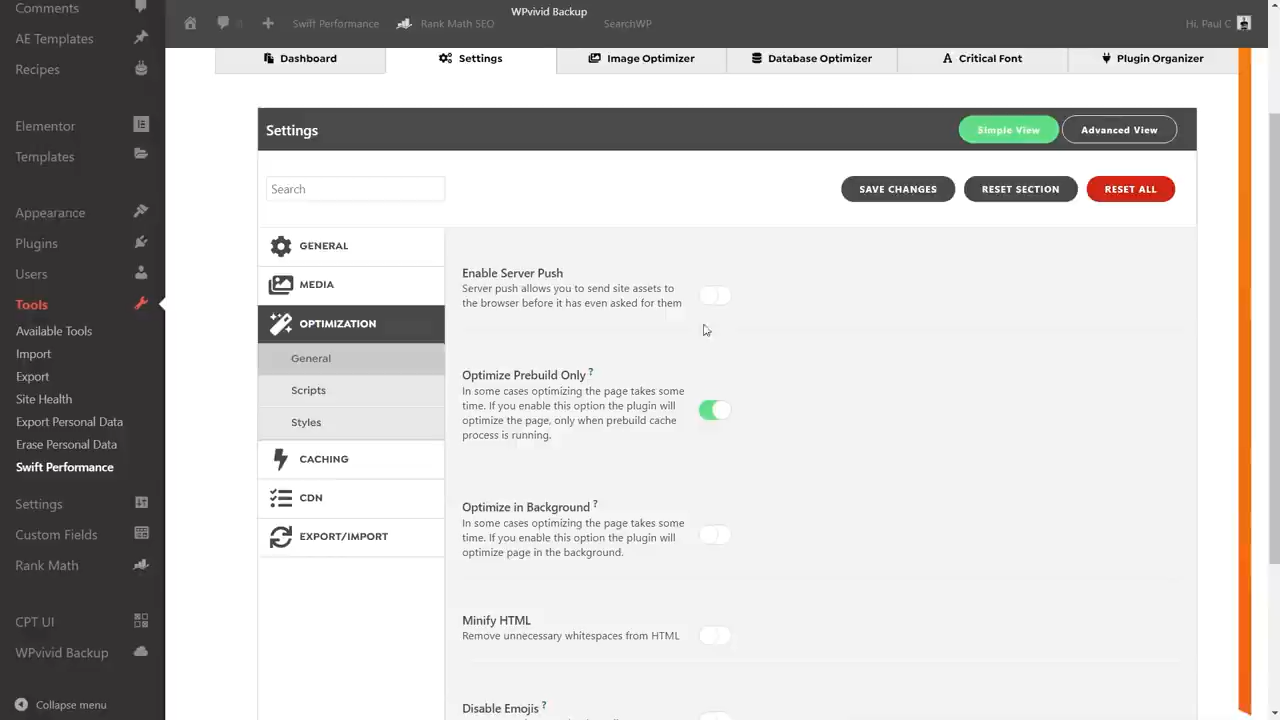 WPvivid Backup
Swift Performance
Rank Math SEO
SearchWP
Hi, Paul C
Comments
AE Templates
Recipes
Elementor
Templates
Appearance
Plugins
Users
Tools
Available Tools
Import
Export
Site Health
Export Personal Data
Erase Personal Data
Swift Performance
Settings
Custom Fields
Rank Math
CPT UI
WPvivid Backup
Collapse menu
Dashboard
Settings
Image Optimizer
Database Optimizer
Critical Font
Plugin Organizer
Settings
Simple View
Advanced View
Search
SAVE CHANGES
RESET SECTION
RESET ALL
GENERAL
MEDIA
OPTIMIZATION
General
Scripts
Styles
CACHING
CDN
EXPORT/IMPORT
Enable Server Push
Server push allows you to send site assets to
the browser before it has even asked for them
Optimize Prebuild Only ?
In some cases optimizing the page takes some
time. If you enable this option the plugin will
optimize the page, only when prebuild cache
process is running.
Optimize in Background ?
In some cases optimizing the page takes some
time. If you enable this option the plugin will
optimize page in the background.
Minify HTML
Remove unnecessary whitespaces from HTML
Disable Emojis ?